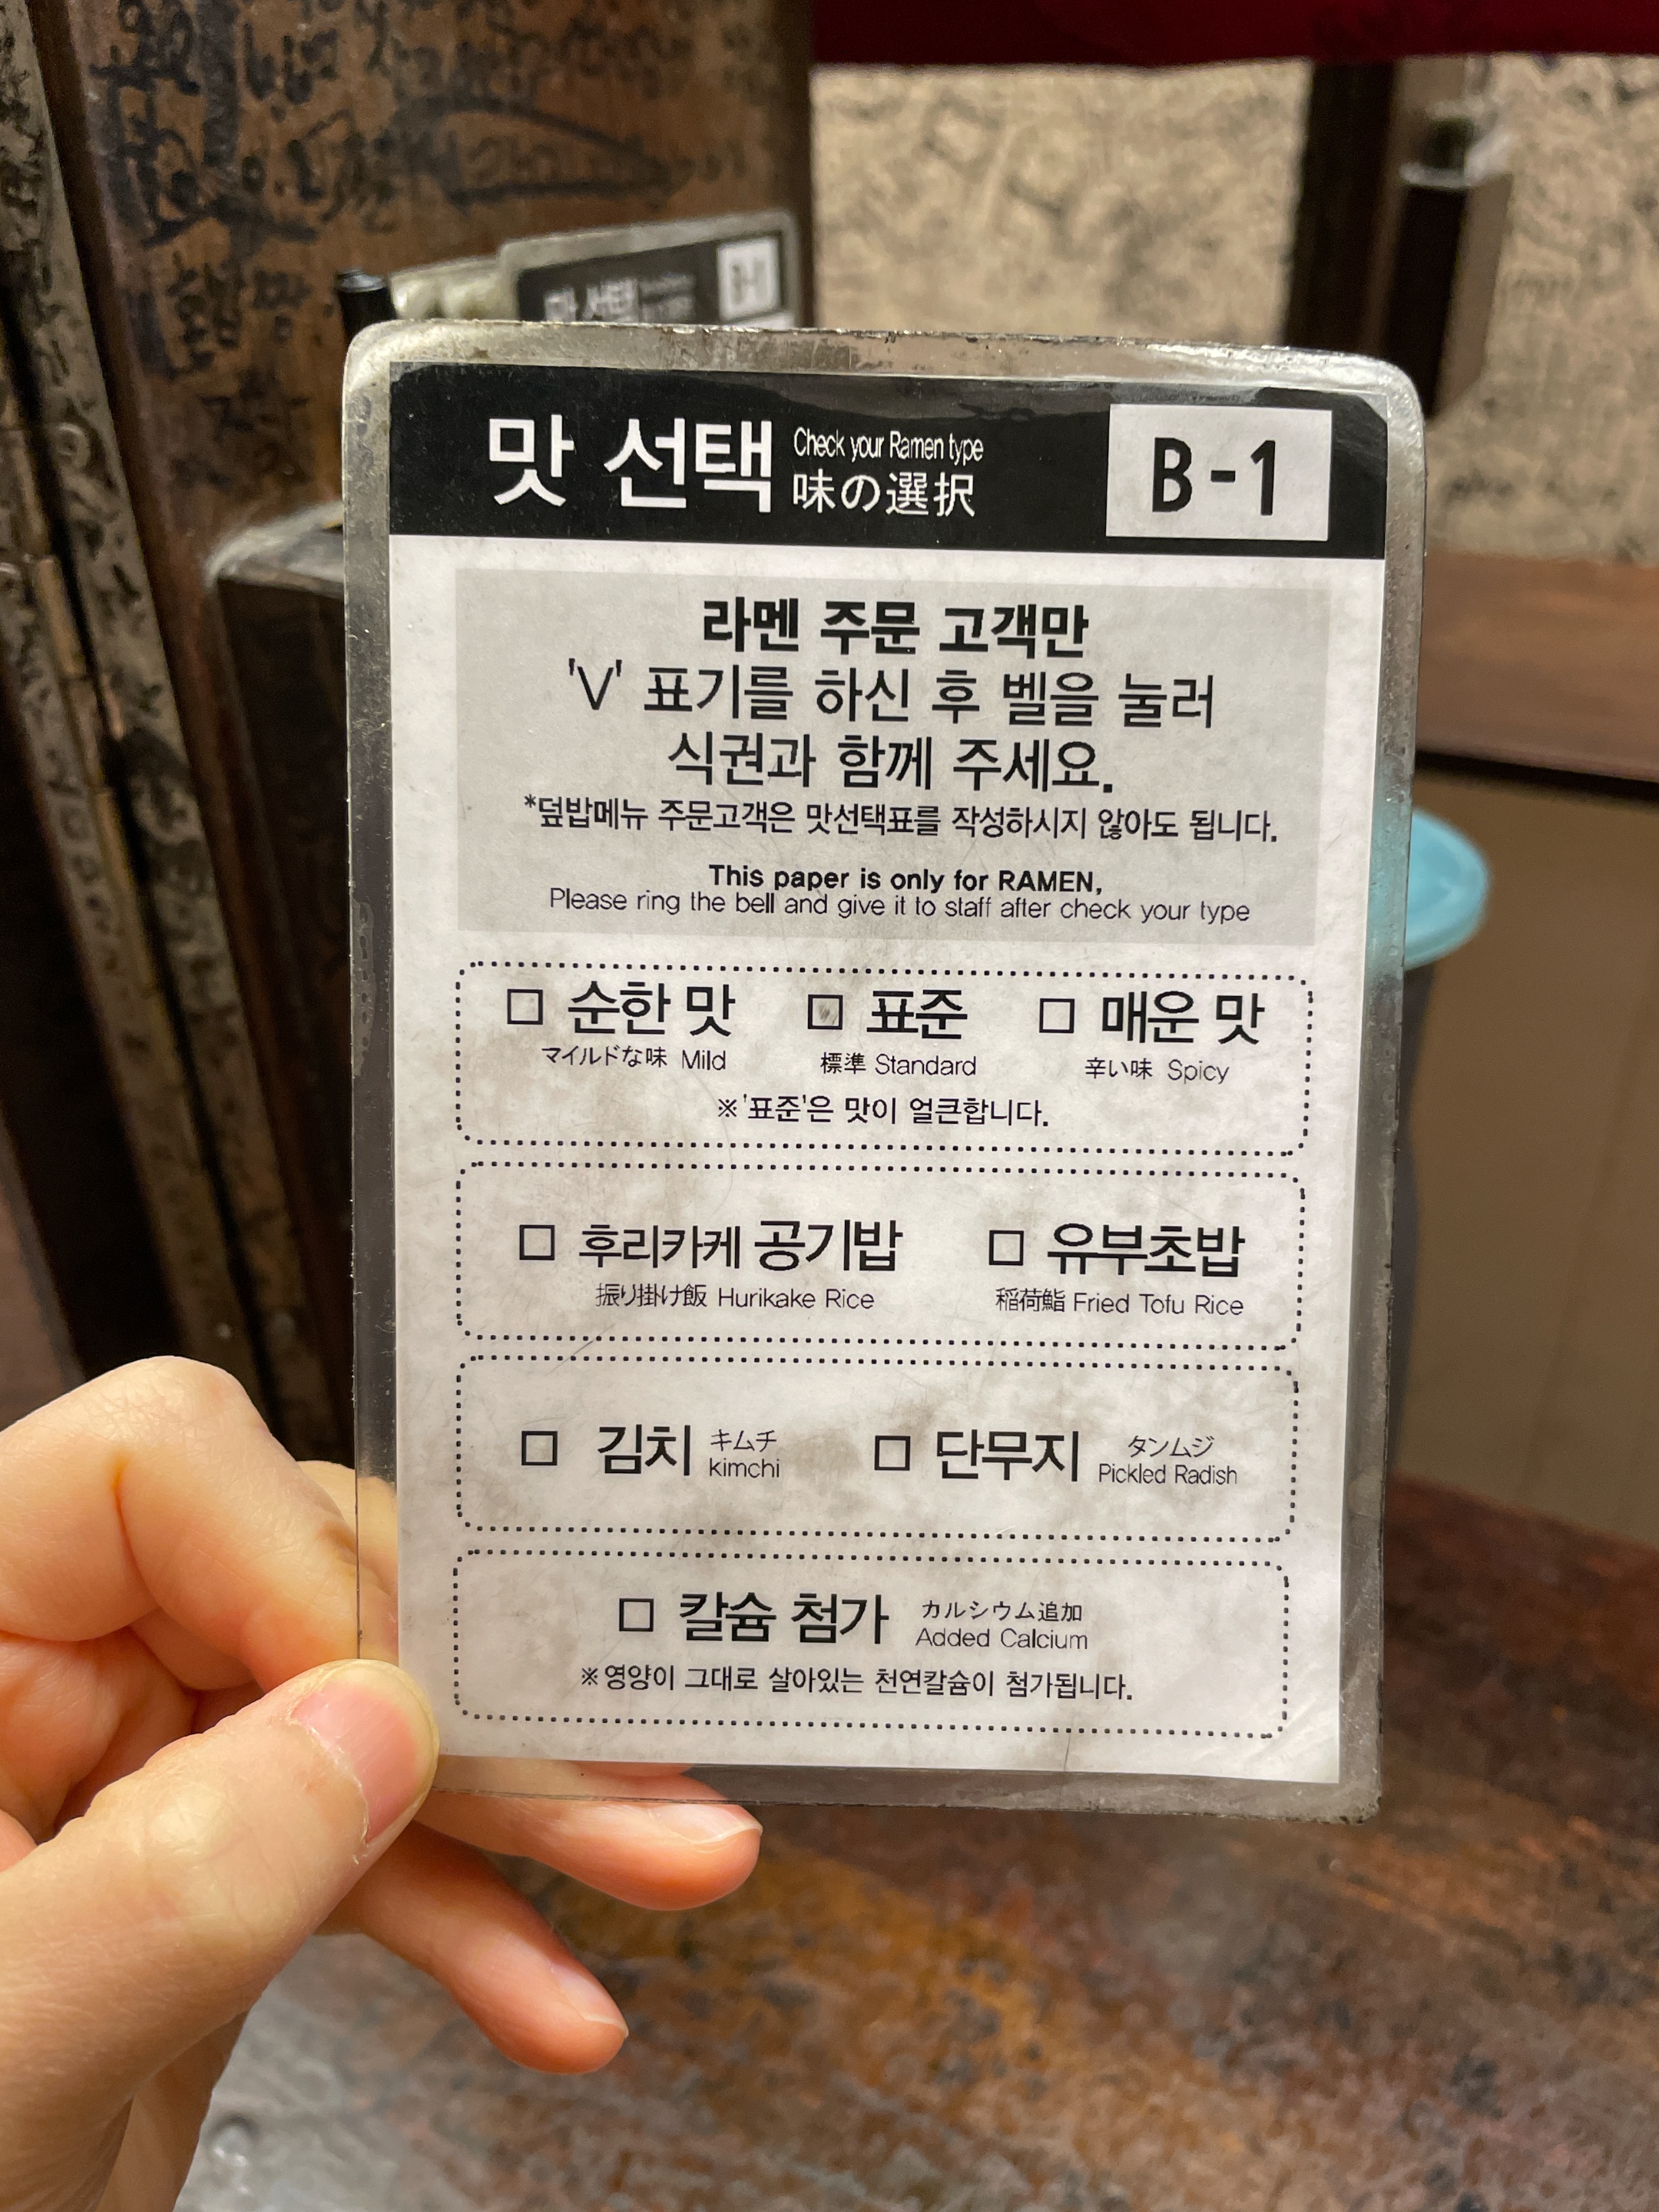 맛 선택 B-1
맛 선택
Check your Ramen type
味の選択
B-1
라멘 주문 고객만
'V' 표기를 하신 후 벨을 눌러
식권과 함께 주세요.
*덮밥메뉴 주문고객은 맛선택표를 작성하시지 않아도 됩니다.
This paper is only for RAMEN,
Please ring the bell and give it to staff after check your type
□ 순한 맛 □ 표준 □ 매운 맛
マイルドな味 Mild 標準 Standard 辛い味 Spicy
※'표준'은 맛이 얼큰합니다.
□ 후리카케 공기밥 □ 유부초밥
振り掛け飯 Hurikake Rice 稲荷鮨 Fried Tofu Rice
□ 김치 キムチ kimchi □ 단무지 タンムジ Pickled Radish
□ 칼슘 첨가 カルシウム追加 Added Calcium
※영양이 그대로 살아있는 천연칼슘이 첨가됩니다.